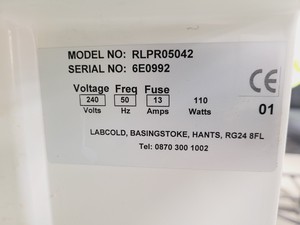 MODEL NO: RLPR05042
SERIAL NO: 6E0992
Voltage Freq Fuse
240 50 13 110
Volts Hz Amps Watts 01
CE
LABCOLD, BASINGSTOKE, HANTS, RG24 8FL
Tel: 0870 300 1002